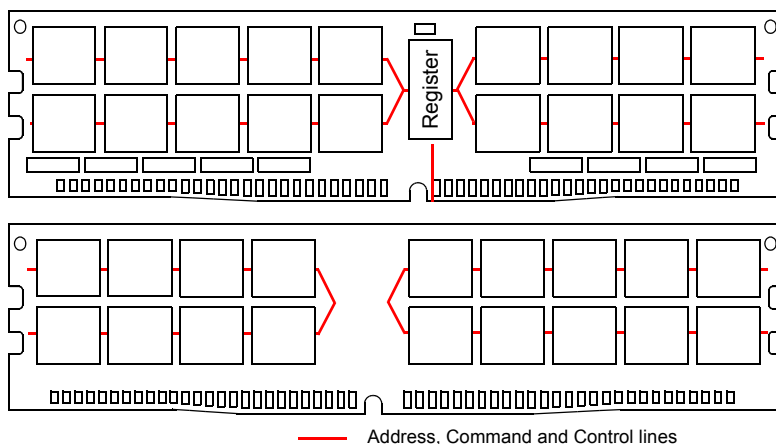 Register
Address, Command and Control lines